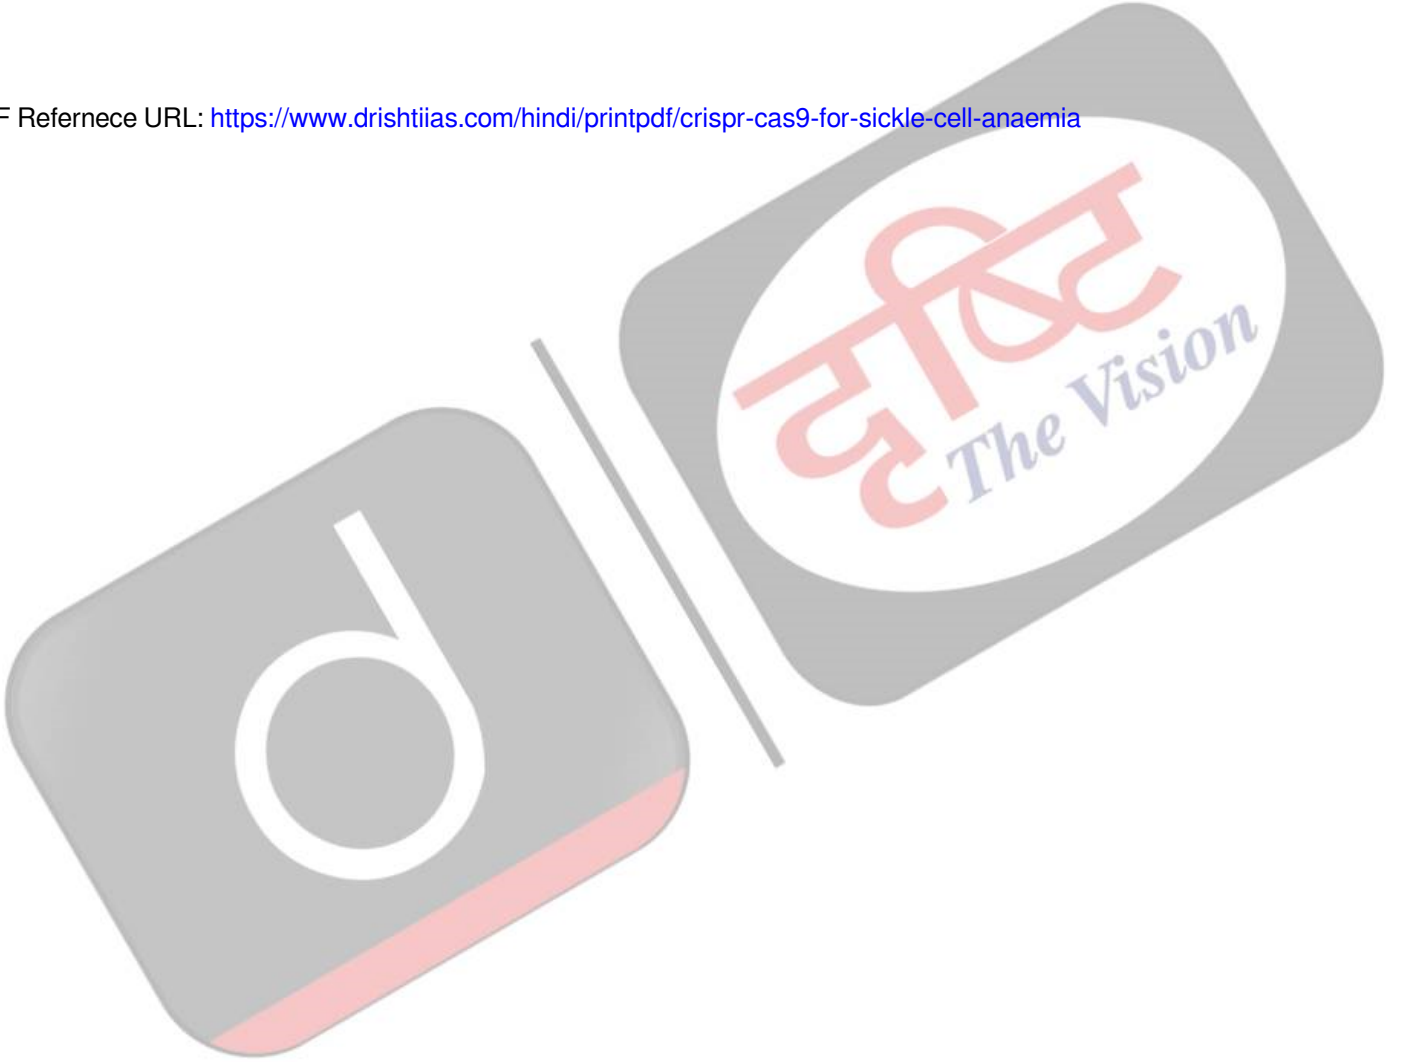 F Refernece URL: https://www.drishtiias.com/hindi/printpdf/crispr-cas9-for-sickle-cell-anaemia
दृष्टि
The Vision
d